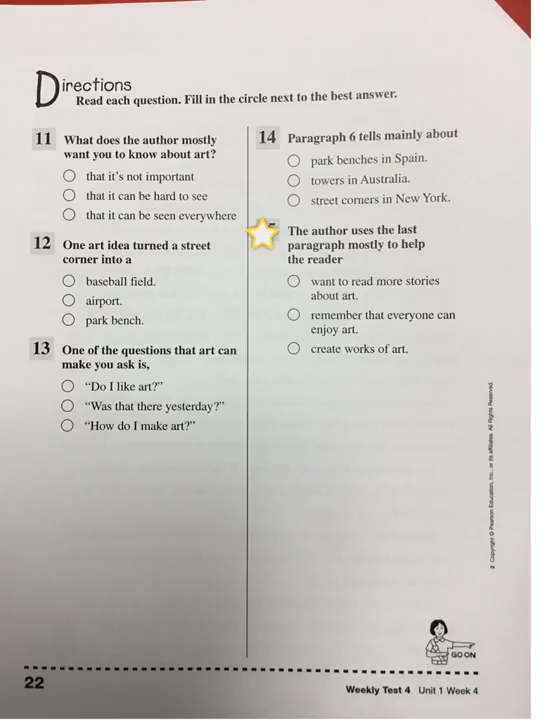 Directions
Read each question. Fill in the circle next to the best answer.
11 What does the author mostly
want you to know about art?
that it's not important
that it can be hard to see
that it can be seen everywhere
12 One art idea turned a street
corner into a
baseball field.
airport.
park bench.
13 One of the questions that art can
make you ask is,
“Do I like art?”
“Was that there yesterday?”
“How do I make art?”
14 Paragraph 6 tells mainly about
park benches in Spain.
towers in Australia.
street corners in New York.
The author uses the last
paragraph mostly to help
the reader
want to read more stories
about art.
remember that everyone can
enjoy art.
create works of art.
Copyright © Pearson Education, Inc., or its affiliates. All Rights Reserved.
GO ON
22
Weekly Test 4 Unit 1 Week 4